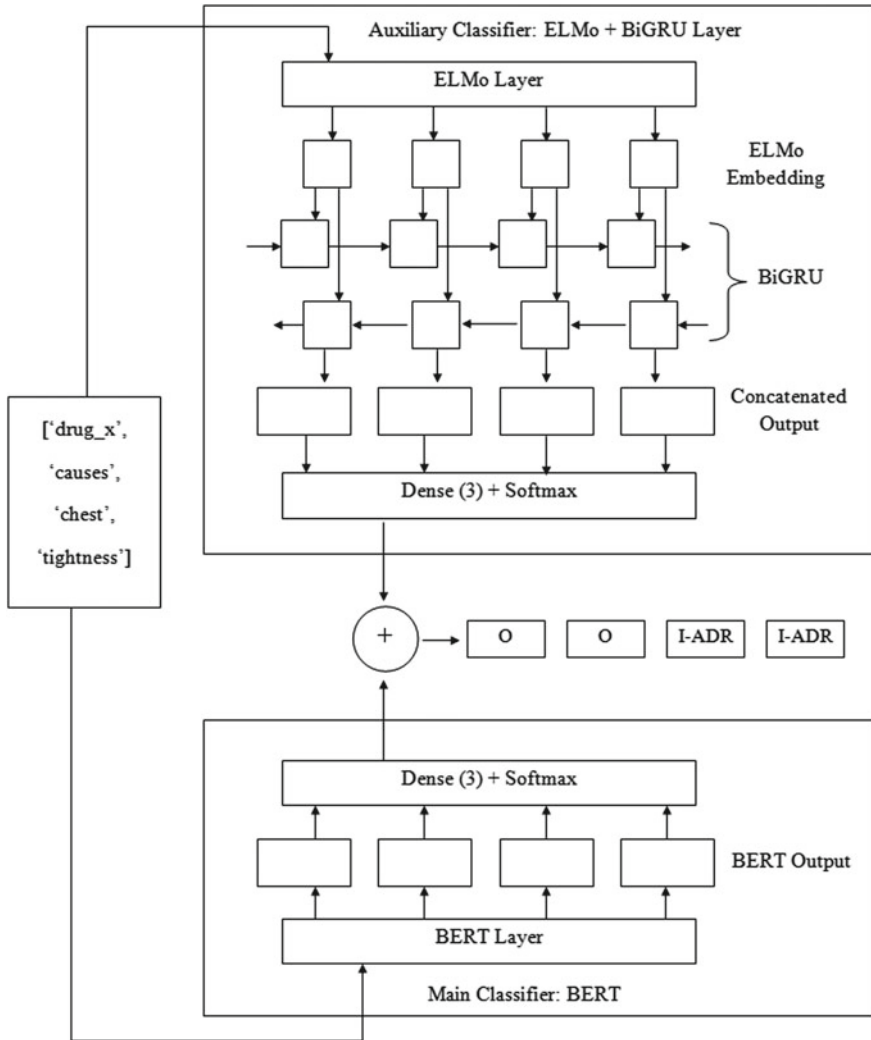 Auxiliary Classifier: ELMo + BiGRU Layer
ELMo Layer
ELMo
Embedding
BiGRU
Concatenated
Output
Dense (3) + Softmax
[‘drug_x’,
‘causes’,
‘chest’,
‘tightness’]
+
O
O
I-ADR
I-ADR
Dense (3) + Softmax
BERT Output
BERT Layer
Main Classifier: BERT